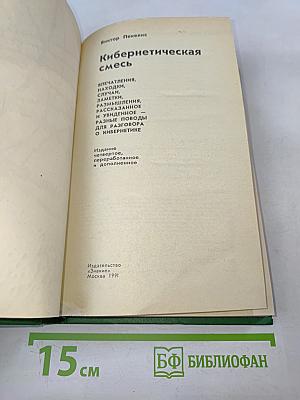 Виктор Пекелис
Кибернетическая
смесь
ВПЕЧАТЛЕНИЯ,
НАХОДКИ,
СЛУЧАИ,
ЗАМЕТКИ,
РАЗМЫШЛЕНИЯ,
РАССКАЗАННОЕ
И УВИДЕННОЕ —
РАЗНЫЕ ПОВОДЫ
ДЛЯ РАЗГОВОРА
О КИБЕРНЕТИКЕ
Издание
четвертое,
переработанное
и дополненное
Издательство
«Знание»
Москва 1991
15 см
БФ БИБЛИОФАН